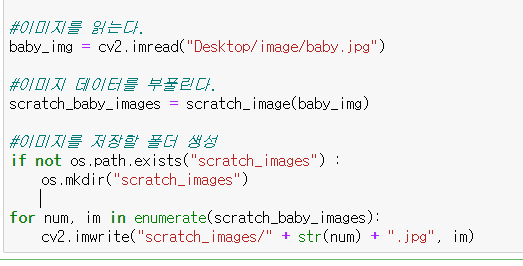 #이미지를 읽는다.
baby_img = cv2.imread("Desktop/image/baby.jpg")
#이미지 데이터를 부풀린다.
scratch_baby_images = scratch_image(baby_img)
#이미지를 저장할 폴더 생성
if not os.path.exists("scratch_images") :
    os.mkdir("scratch_images")
for num, im in enumerate(scratch_baby_images):
    cv2.imwrite("scratch_images/" + str(num) + ".jpg", im)